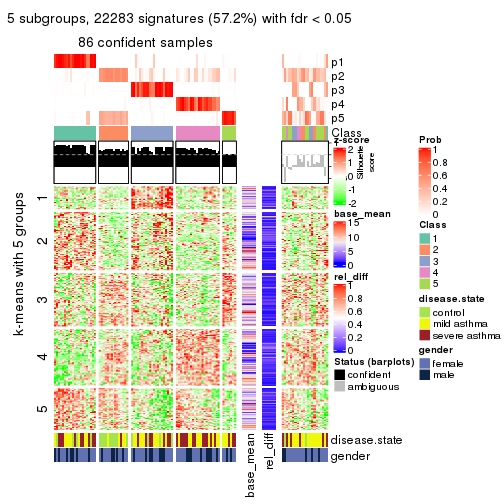 5 subgroups, 22283 signatures (57.2%) with fdr < 0.05
86 confident samples
p1
p2
p3
p4
p5
Class
Silhouette
score
k-means with 5 groups
1
2
3
4
5
disease.state
gender
base_mean
rel_diff
z-score
2
1
0
-1
-2
base_mean
15
10
5
0
rel_diff
1
0.8
0.6
0.4
0.2
0
Status (barplots)
confident
ambiguous
Prob
1
0.8
0.6
0.4
0.2
0
Class
1
2
3
4
5
disease.state
control
mild asthma
severe asthma
gender
female
male